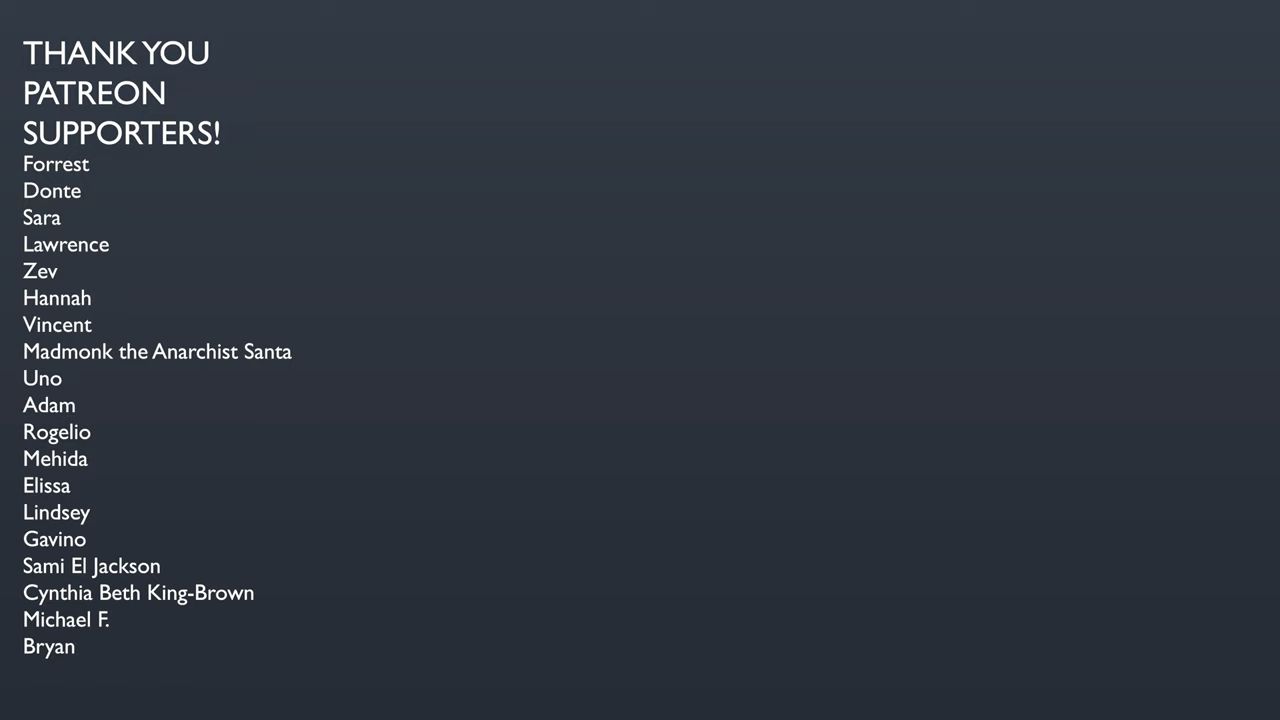 THANK YOU
PATREON
SUPPORTERS!
Forrest
Donte
Sara
Lawrence
Zev
Hannah
Vincent
Madmonk the Anarchist Santa
Uno
Adam
Rogelio
Mehida
Elissa
Lindsey
Gavino
Sami El Jackson
Cynthia Beth King-Brown
Michael F.
Bryan